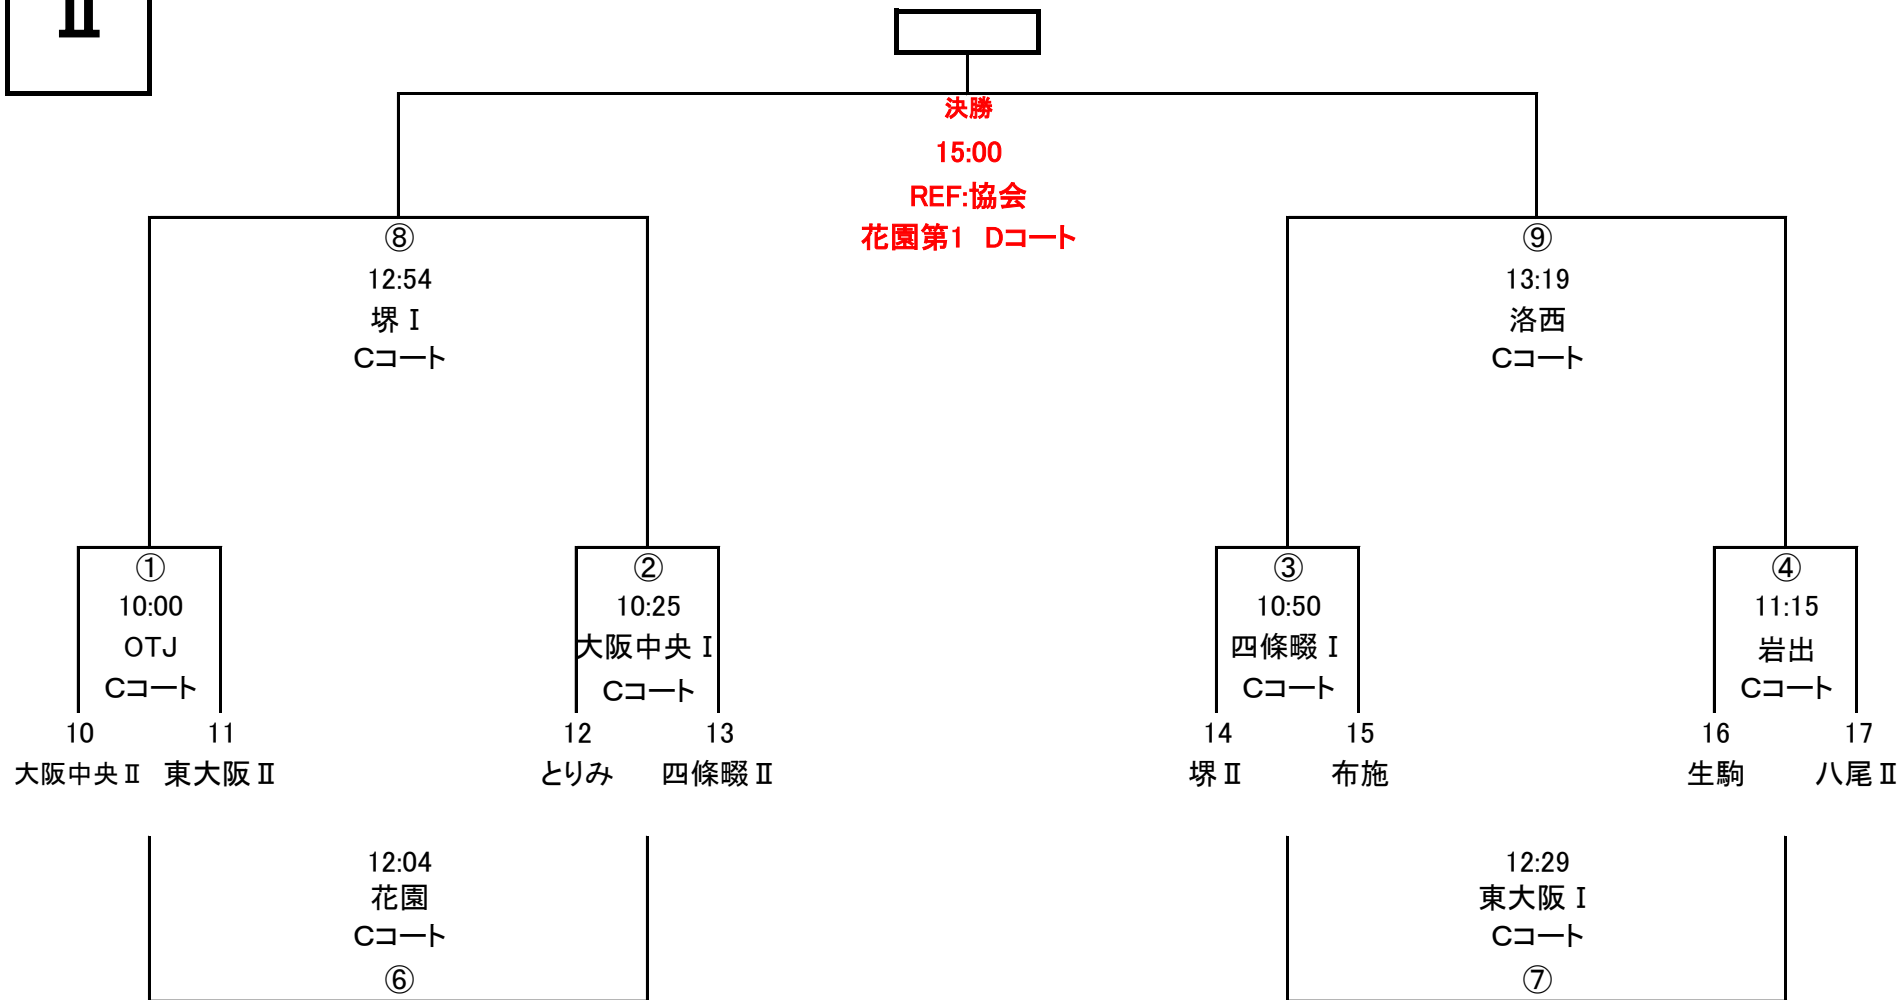 Ⅱ
決勝
15:00
REF:協会
花園第1 Dコート
⑧
12:54
堺Ⅰ
Cコート
⑨
13:19
洛西
Cコート
①
10:00
OTJ
Cコート
②
10:25
大阪中央Ⅰ
Cコート
③
10:50
四條畷Ⅰ
Cコート
④
11:15
岩出
Cコート
10 11 12 13 14 15 16 17
大阪中央Ⅱ 東大阪Ⅱ とりみ 四條畷Ⅱ 堺Ⅱ 布施 生駒 八尾Ⅱ
12:04
花園
Cコート
⑥
12:29
東大阪Ⅰ
Cコート
⑦